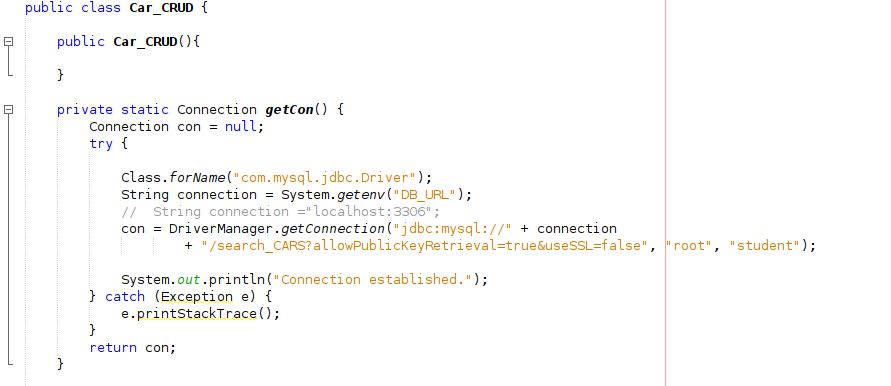 public class Car_CRUD {
public Car_CRUD(){
}
private static Connection getCon() {
Connection con = null;
try {
Class.forName("com.mysql.jdbc.Driver");
String connection = System.getenv("DB_URL");
//  String connection ="localhost:3306";
con = DriverManager.getConnection("jdbc:mysql://" + connection
+ "/search_CARS?allowPublicKeyRetrieval=true&useSSL=false", "root", "student");
System.out.println("Connection established.");
} catch (Exception e) {
e.printStackTrace();
}
return con;
}